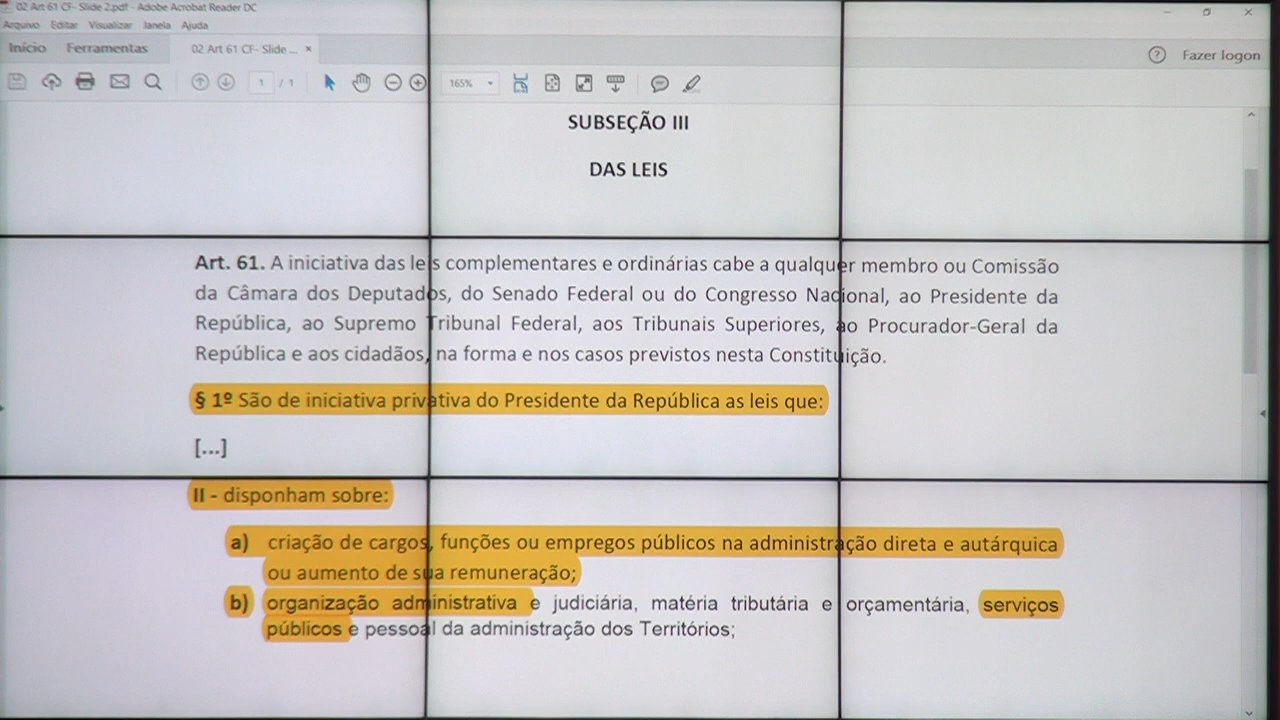 02 Art 61 CF- Slide 2.pdf - Adobe Acrobat Reader DC
Arquivo Editar Visualizar Janela Ajuda
Início Ferramentas 02 Art 61 CF- Slide ... × ? Fazer logon
1 / 1 165%
SUBSEÇÃO III
DAS LEIS
Art. 61. A iniciativa das leis complementares e ordinárias cabe a qualquer membro ou Comissão
da Câmara dos Deputados, do Senado Federal ou do Congresso Nacional, ao Presidente da
República, ao Supremo Tribunal Federal, aos Tribunais Superiores, ao Procurador-Geral da
República e aos cidadãos, na forma e nos casos previstos nesta Constituição.
§ 1º São de iniciativa privativa do Presidente da República as leis que:
[...]
II - disponham sobre:
a) criação de cargos, funções ou empregos públicos na administração direta e autárquica
ou aumento de sua remuneração;
b) organização administrativa e judiciária, matéria tributária e orçamentária, serviços
públicos e pessoal da administração dos Territórios;